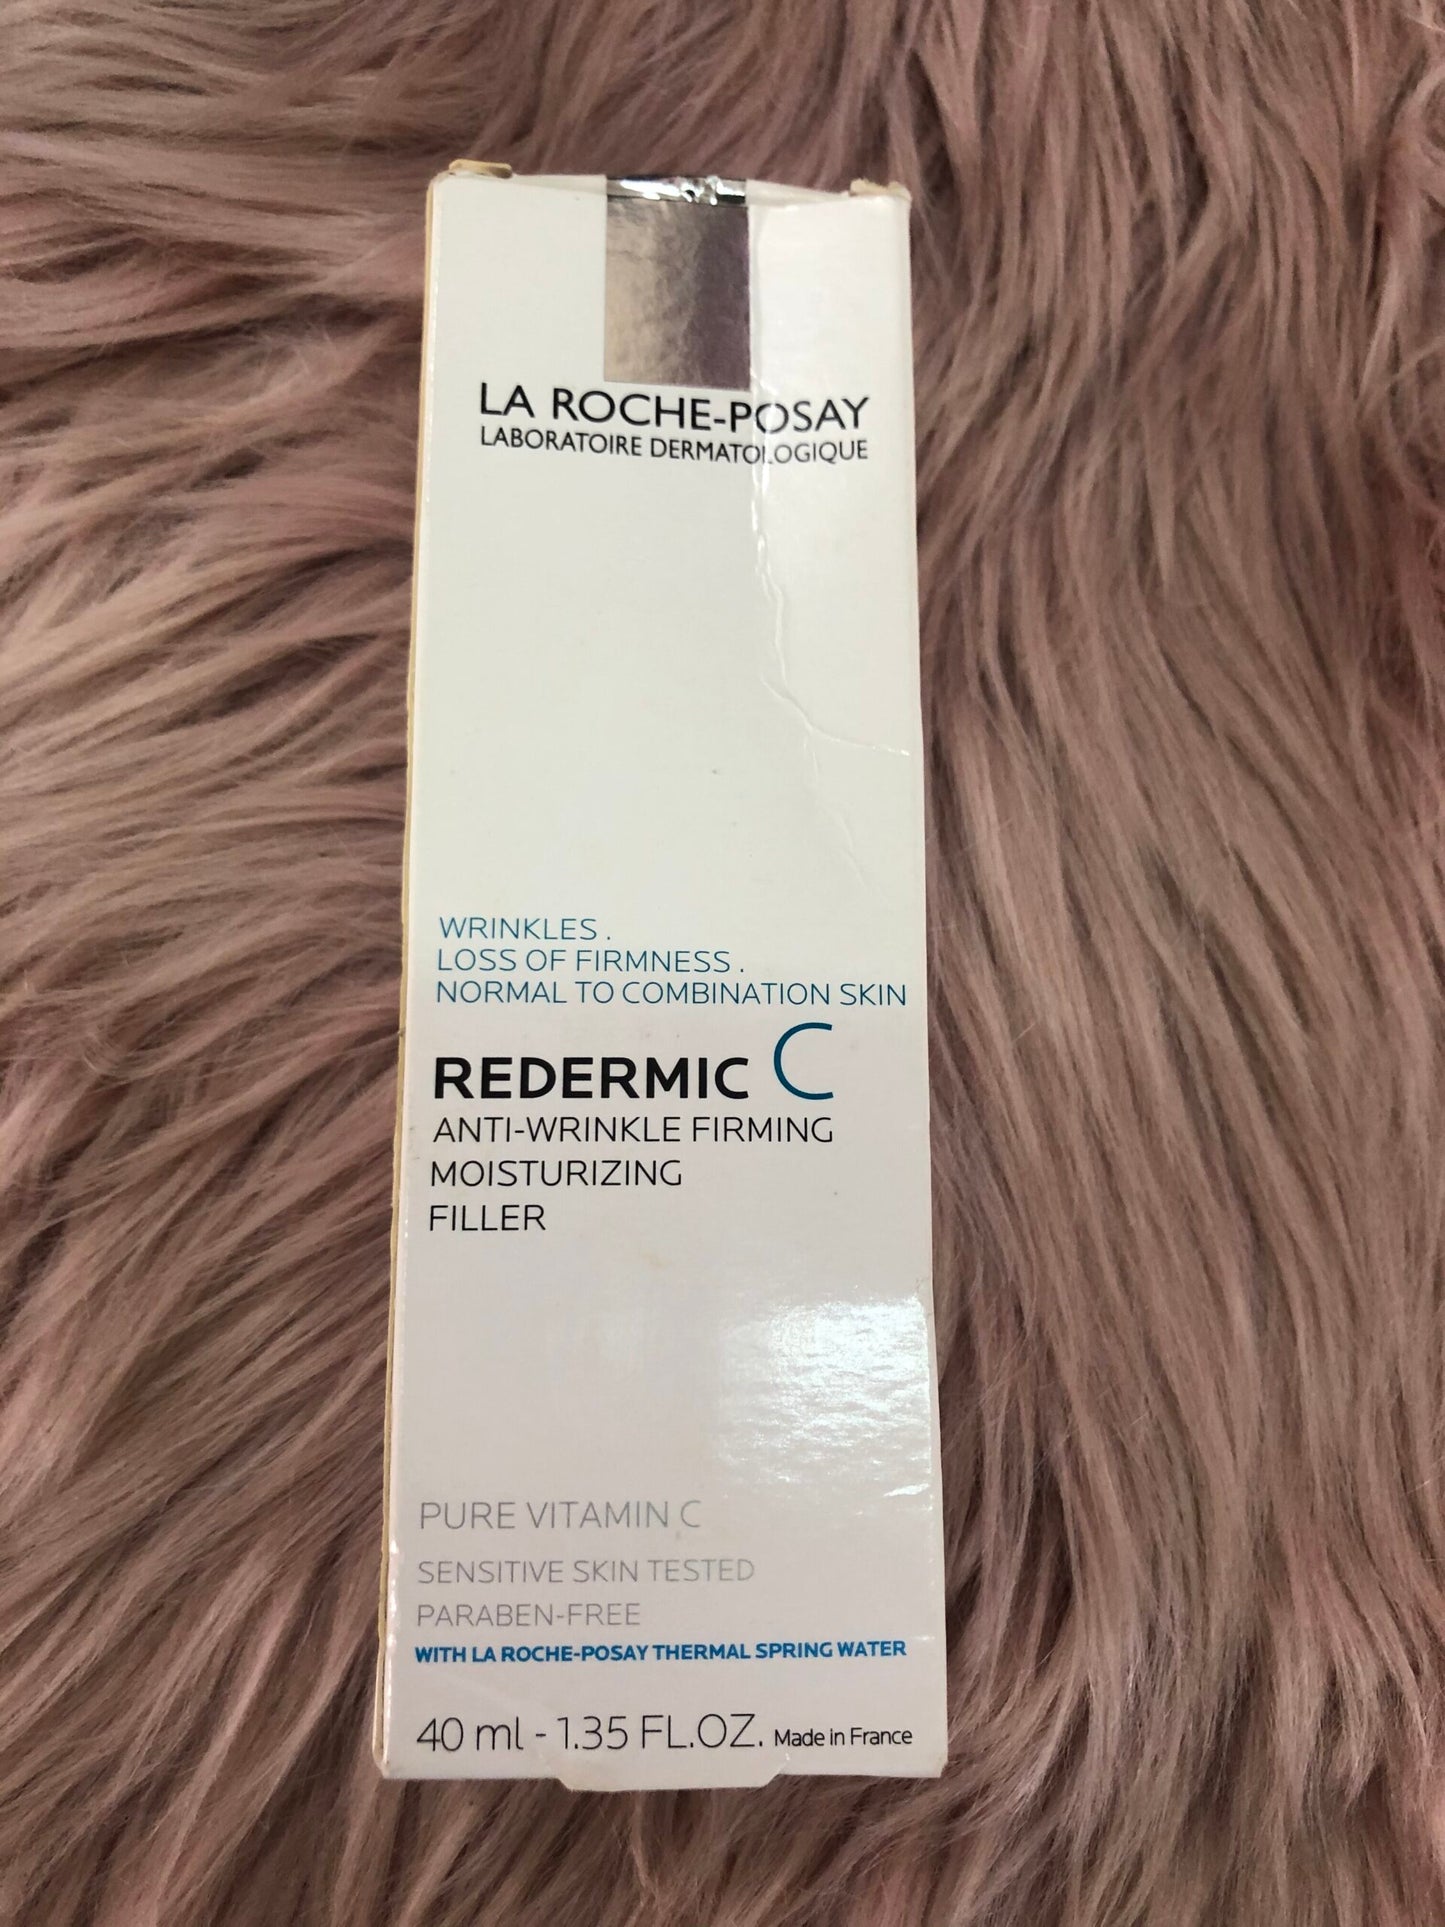 LA ROCHE-POSAY
LABORATOIRE DERMATOLOGIQUE
WRINKLES.
LOSS OF FIRMNESS.
NORMAL TO COMBINATION SKIN
REDERMIC C
ANTI-WRINKLE FIRMING
MOISTURIZING
FILLER
PURE VITAMIN C
SENSITIVE SKIN TESTED
PARABEN-FREE
WITH LA ROCHE-POSAY THERMAL SPRING WATER
40 ml - 1.35 FL.OZ. Made in France